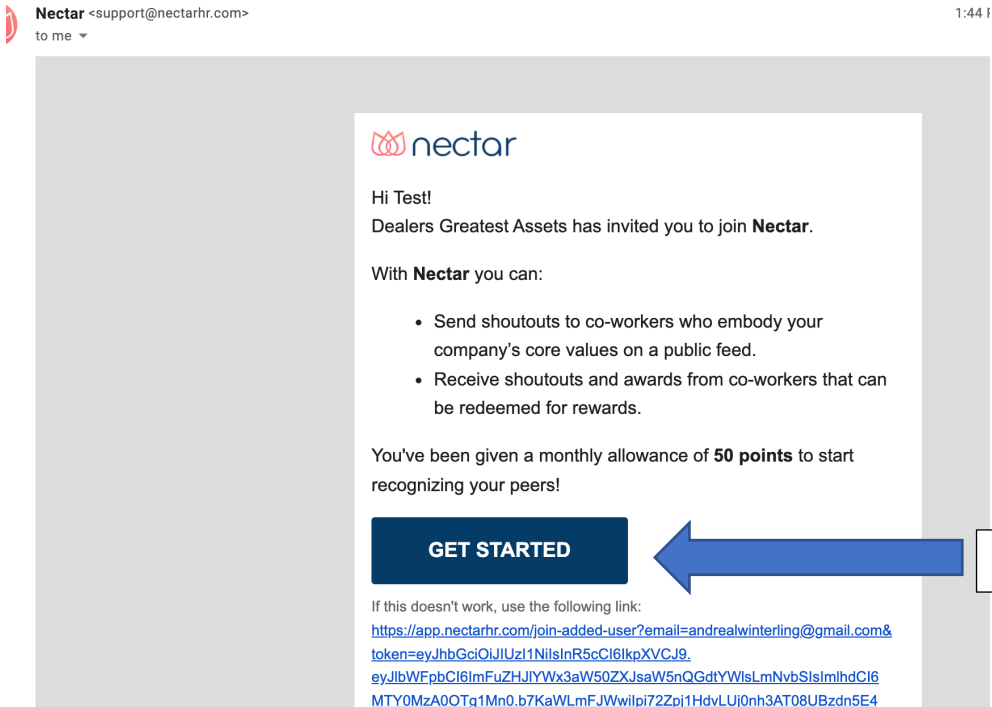 Nectar <support@nectarhr.com>
1:44
to me
nectar
Hi Test!
Dealers Greatest Assets has invited you to join Nectar.
With Nectar you can:
• Send shoutouts to co-workers who embody your
company's core values on a public feed.
• Receive shoutouts and awards from co-workers that can
be redeemed for rewards.
You've been given a monthly allowance of 50 points to start
recognizing your peers!
GET STARTED
If this doesn't work, use the following link:
https://app.nectarhr.com/join-added-user?email=andrealwinterling@gmail.com&
token=eyJhbGciOiJIUzI1NiIsInR5cCI6IkpXVCJ9.
eyJlbWFpbCI6ImFuZHJlYWx3aW50ZXJsaW5nQGdtYWlsLmNvbSIsImlhdCI6
MTY0MzA0OTg1Mn0.b7KaWLmFJWwiIpi72Zpj1HdvLUj0nh3AT08UBzdn5E4